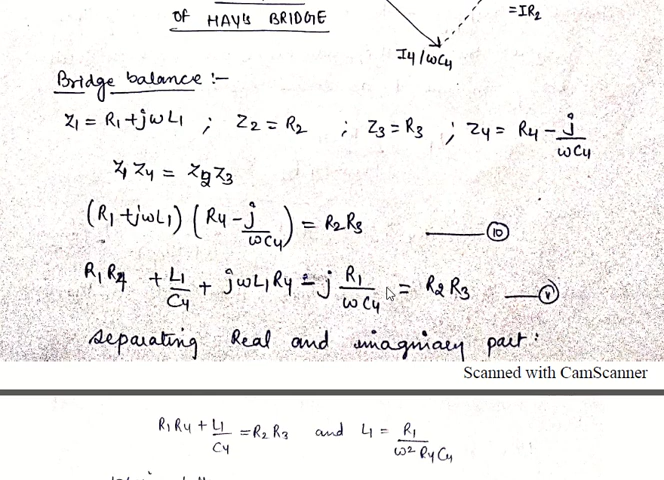 OF HAY'S BRIDGE
=IR2
I4/ωC4
Bridge balance :-
Z1 = R1 + jωL1 ; Z2 = R2 ; Z3 = R3 ; Z4 = R4 - j/ωC4
Z1 Z4 = Z2 Z3
(R1 + jωL1) (R4 - j/ωC4) = R2R3 —— (10)
R1R4 + L1/C4 + jωL1R4 - j R1/ωC4 = R2R3 —— (v)
separating Real and imaginary part:
Scanned with CamScanner
R1R4 + L1/C4 = R2R3 and L1 = R1/ω²R4C4